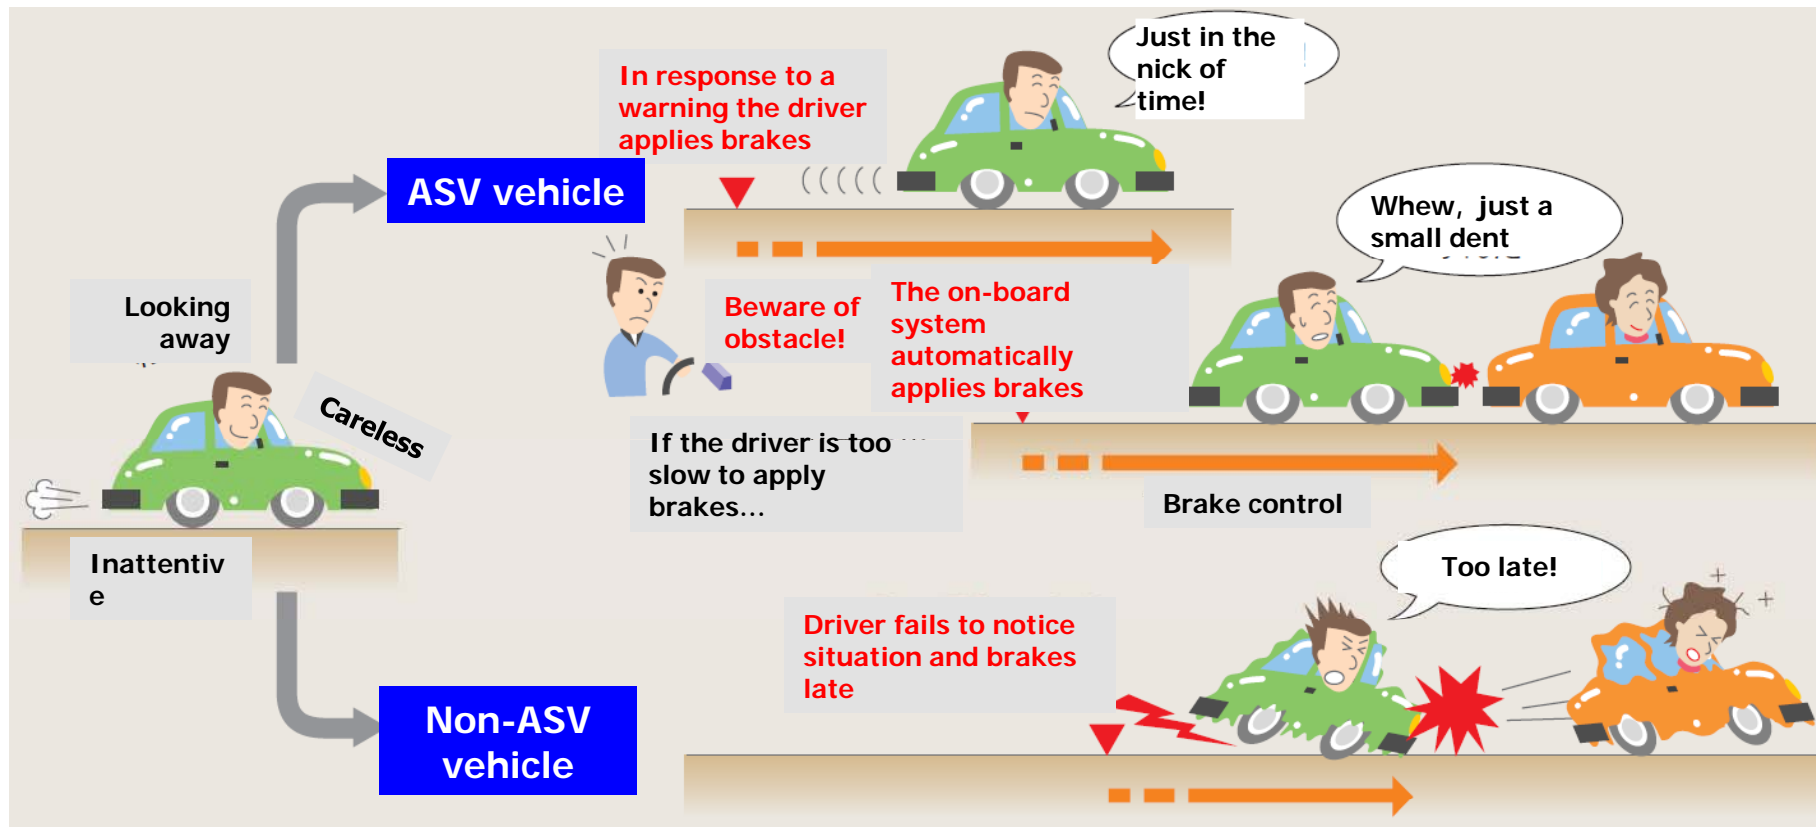 Just in the
nick of
time!
In response to a
warning the driver
applies brakes
ASV vehicle
Whew, just a
small dent
Looking
away
Beware of
obstacle!
The on-board
system
automatically
applies brakes
Careless
If the driver is too
slow to apply
brakes...
Brake control
Inattentiv
e
Too late!
Driver fails to notice
situation and brakes
late
Non-ASV
vehicle